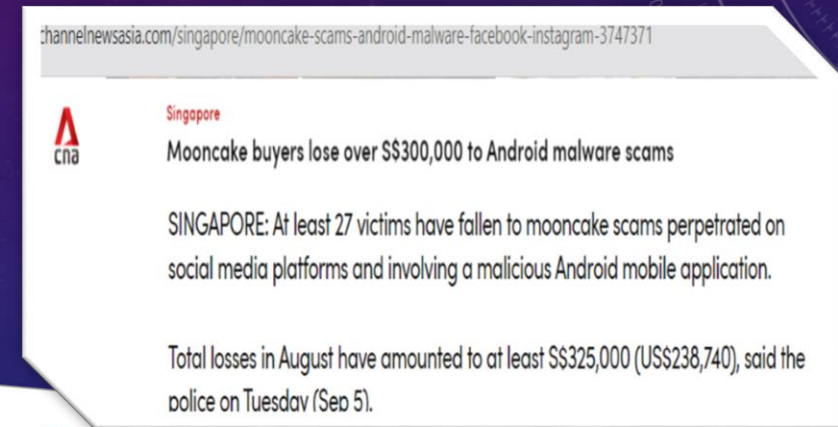 channelnewsasia.com/singapore/mooncake-scams-android-malware-facebook-instagram-3747371
Singapore
cna
Mooncake buyers lose over S$300,000 to Android malware scams
SINGAPORE: At least 27 victims have fallen to mooncake scams perpetrated on
social media platforms and involving a malicious Android mobile application.
Total losses in August have amounted to at least S$325,000 (US$238,740), said the
police on Tuesday (Sep 5).